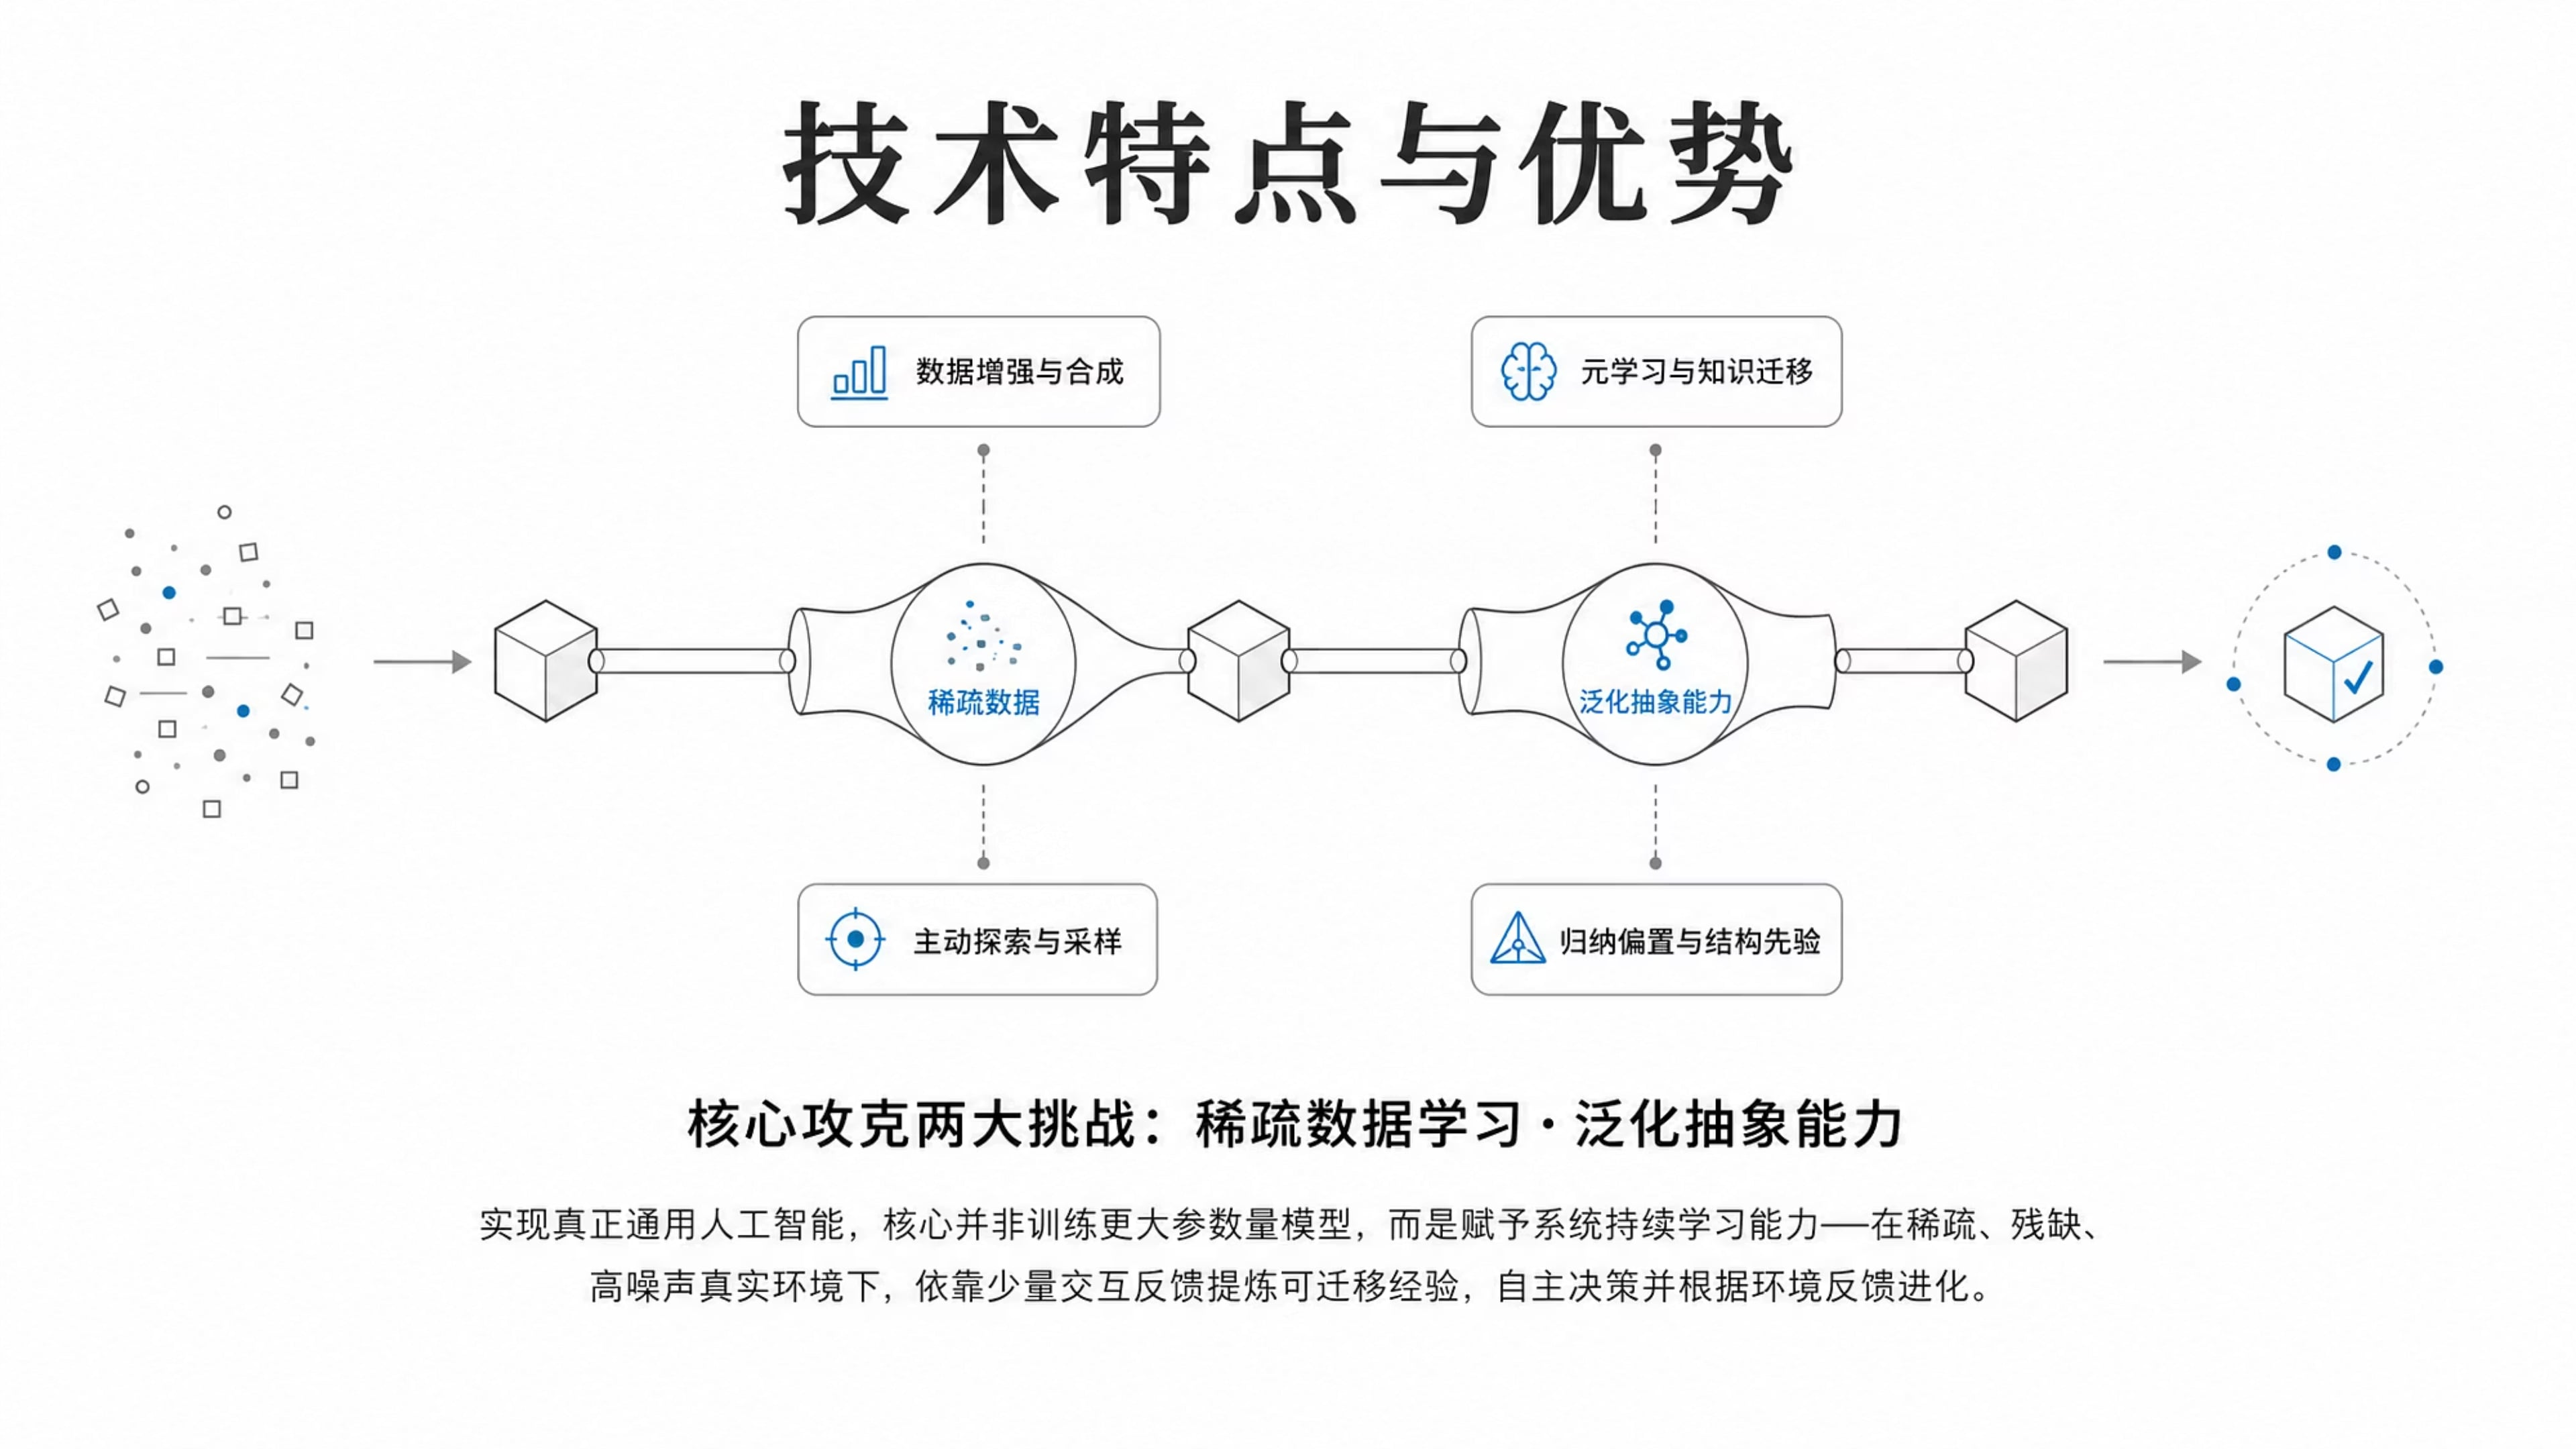 技术特点与优势
数据增强与合成
元学习与知识迁移
稀疏数据
泛化抽象能力
主动探索与采样
归纳偏置与结构先验
核心攻克两大挑战：稀疏数据学习·泛化抽象能力
实现真正通用人工智能，核心并非训练更大参数量模型，而是赋予系统持续学习能力——在稀疏、残缺、
高噪声真实环境下，依靠少量交互反馈提炼可迁移经验，自主决策并根据环境反馈进化。